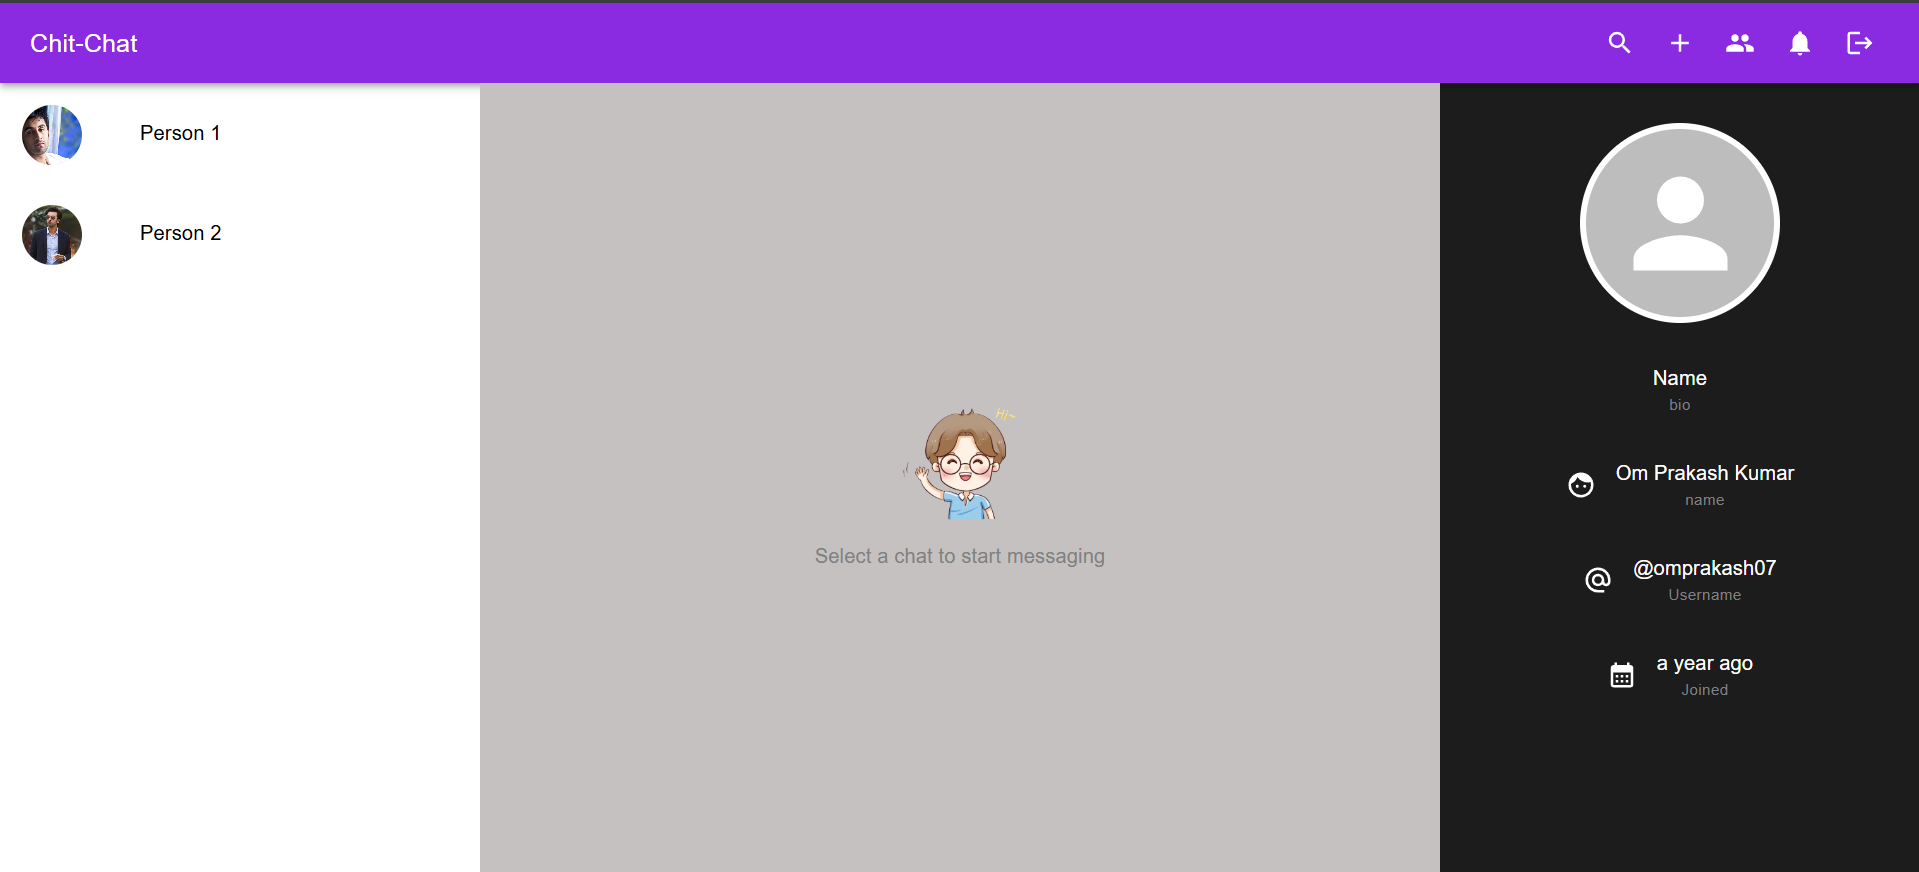 Chit-Chat
Person 1
Person 2
Hi~
Select a chat to start messaging
Name
bio
Om Prakash Kumar
name
@omprakash07
Username
a year ago
Joined